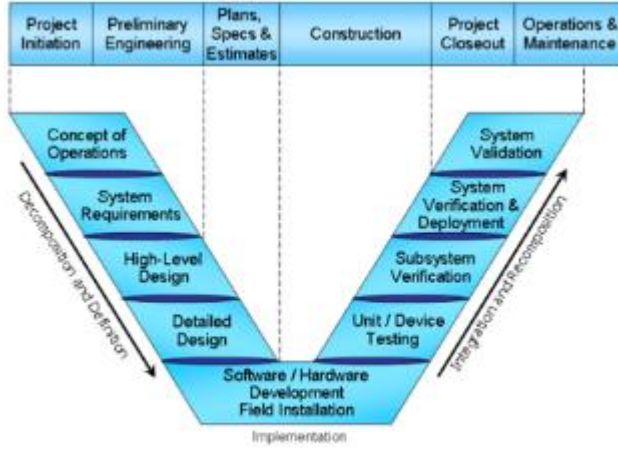 Project
Initiation
Preliminary
Engineering
Plans,
Specs &
Estimates
Construction
Project
Closeout
Operations &
Maintenance
Concept of
Operations
System
Requirements
High-Level
Design
Detailed
Design
Software / Hardware
Development
Field Installation
Implementation
Unit / Device
Testing
Subsystem
Verification
System
Verification &
Deployment
System
Validation
Decomposition and Definition
Integration and Recomposition